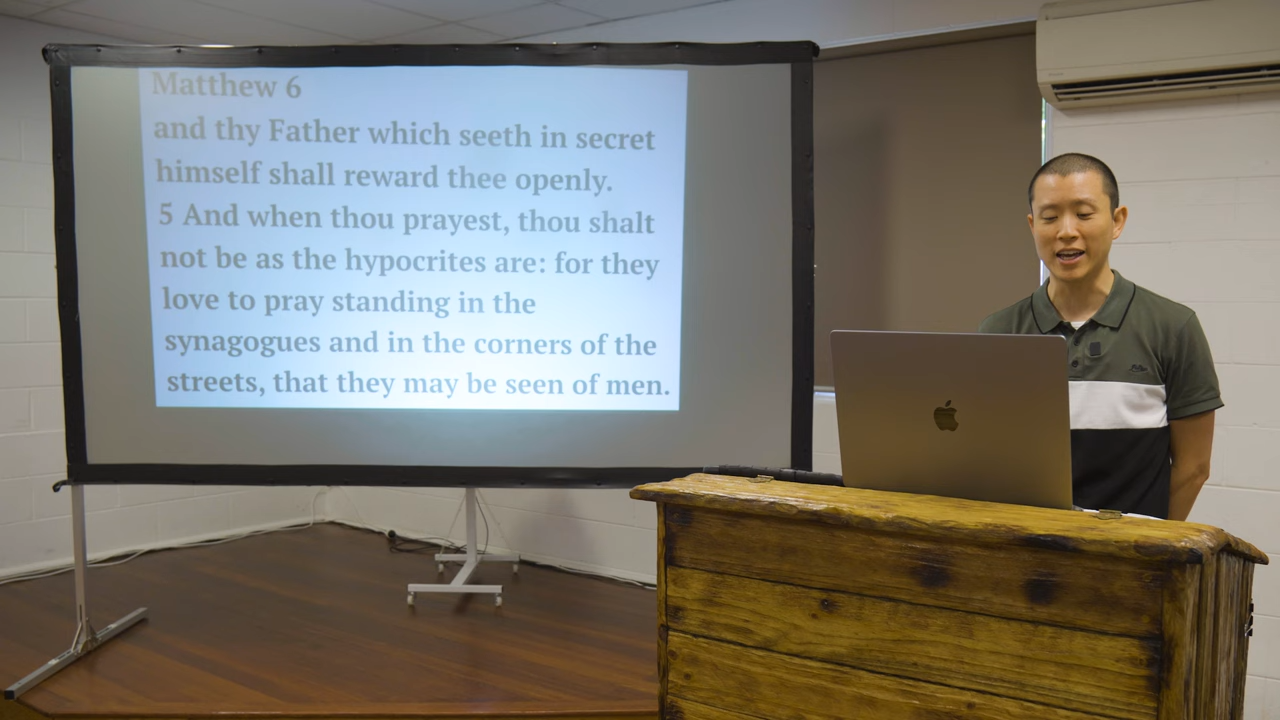 Matthew 6
and thy Father which seeth in secret
himself shall reward thee openly.
5 And when thou prayest, thou shalt
not be as the hypocrites are: for they
love to pray standing in the
synagogues and in the corners of the
streets, that they may be seen of men.